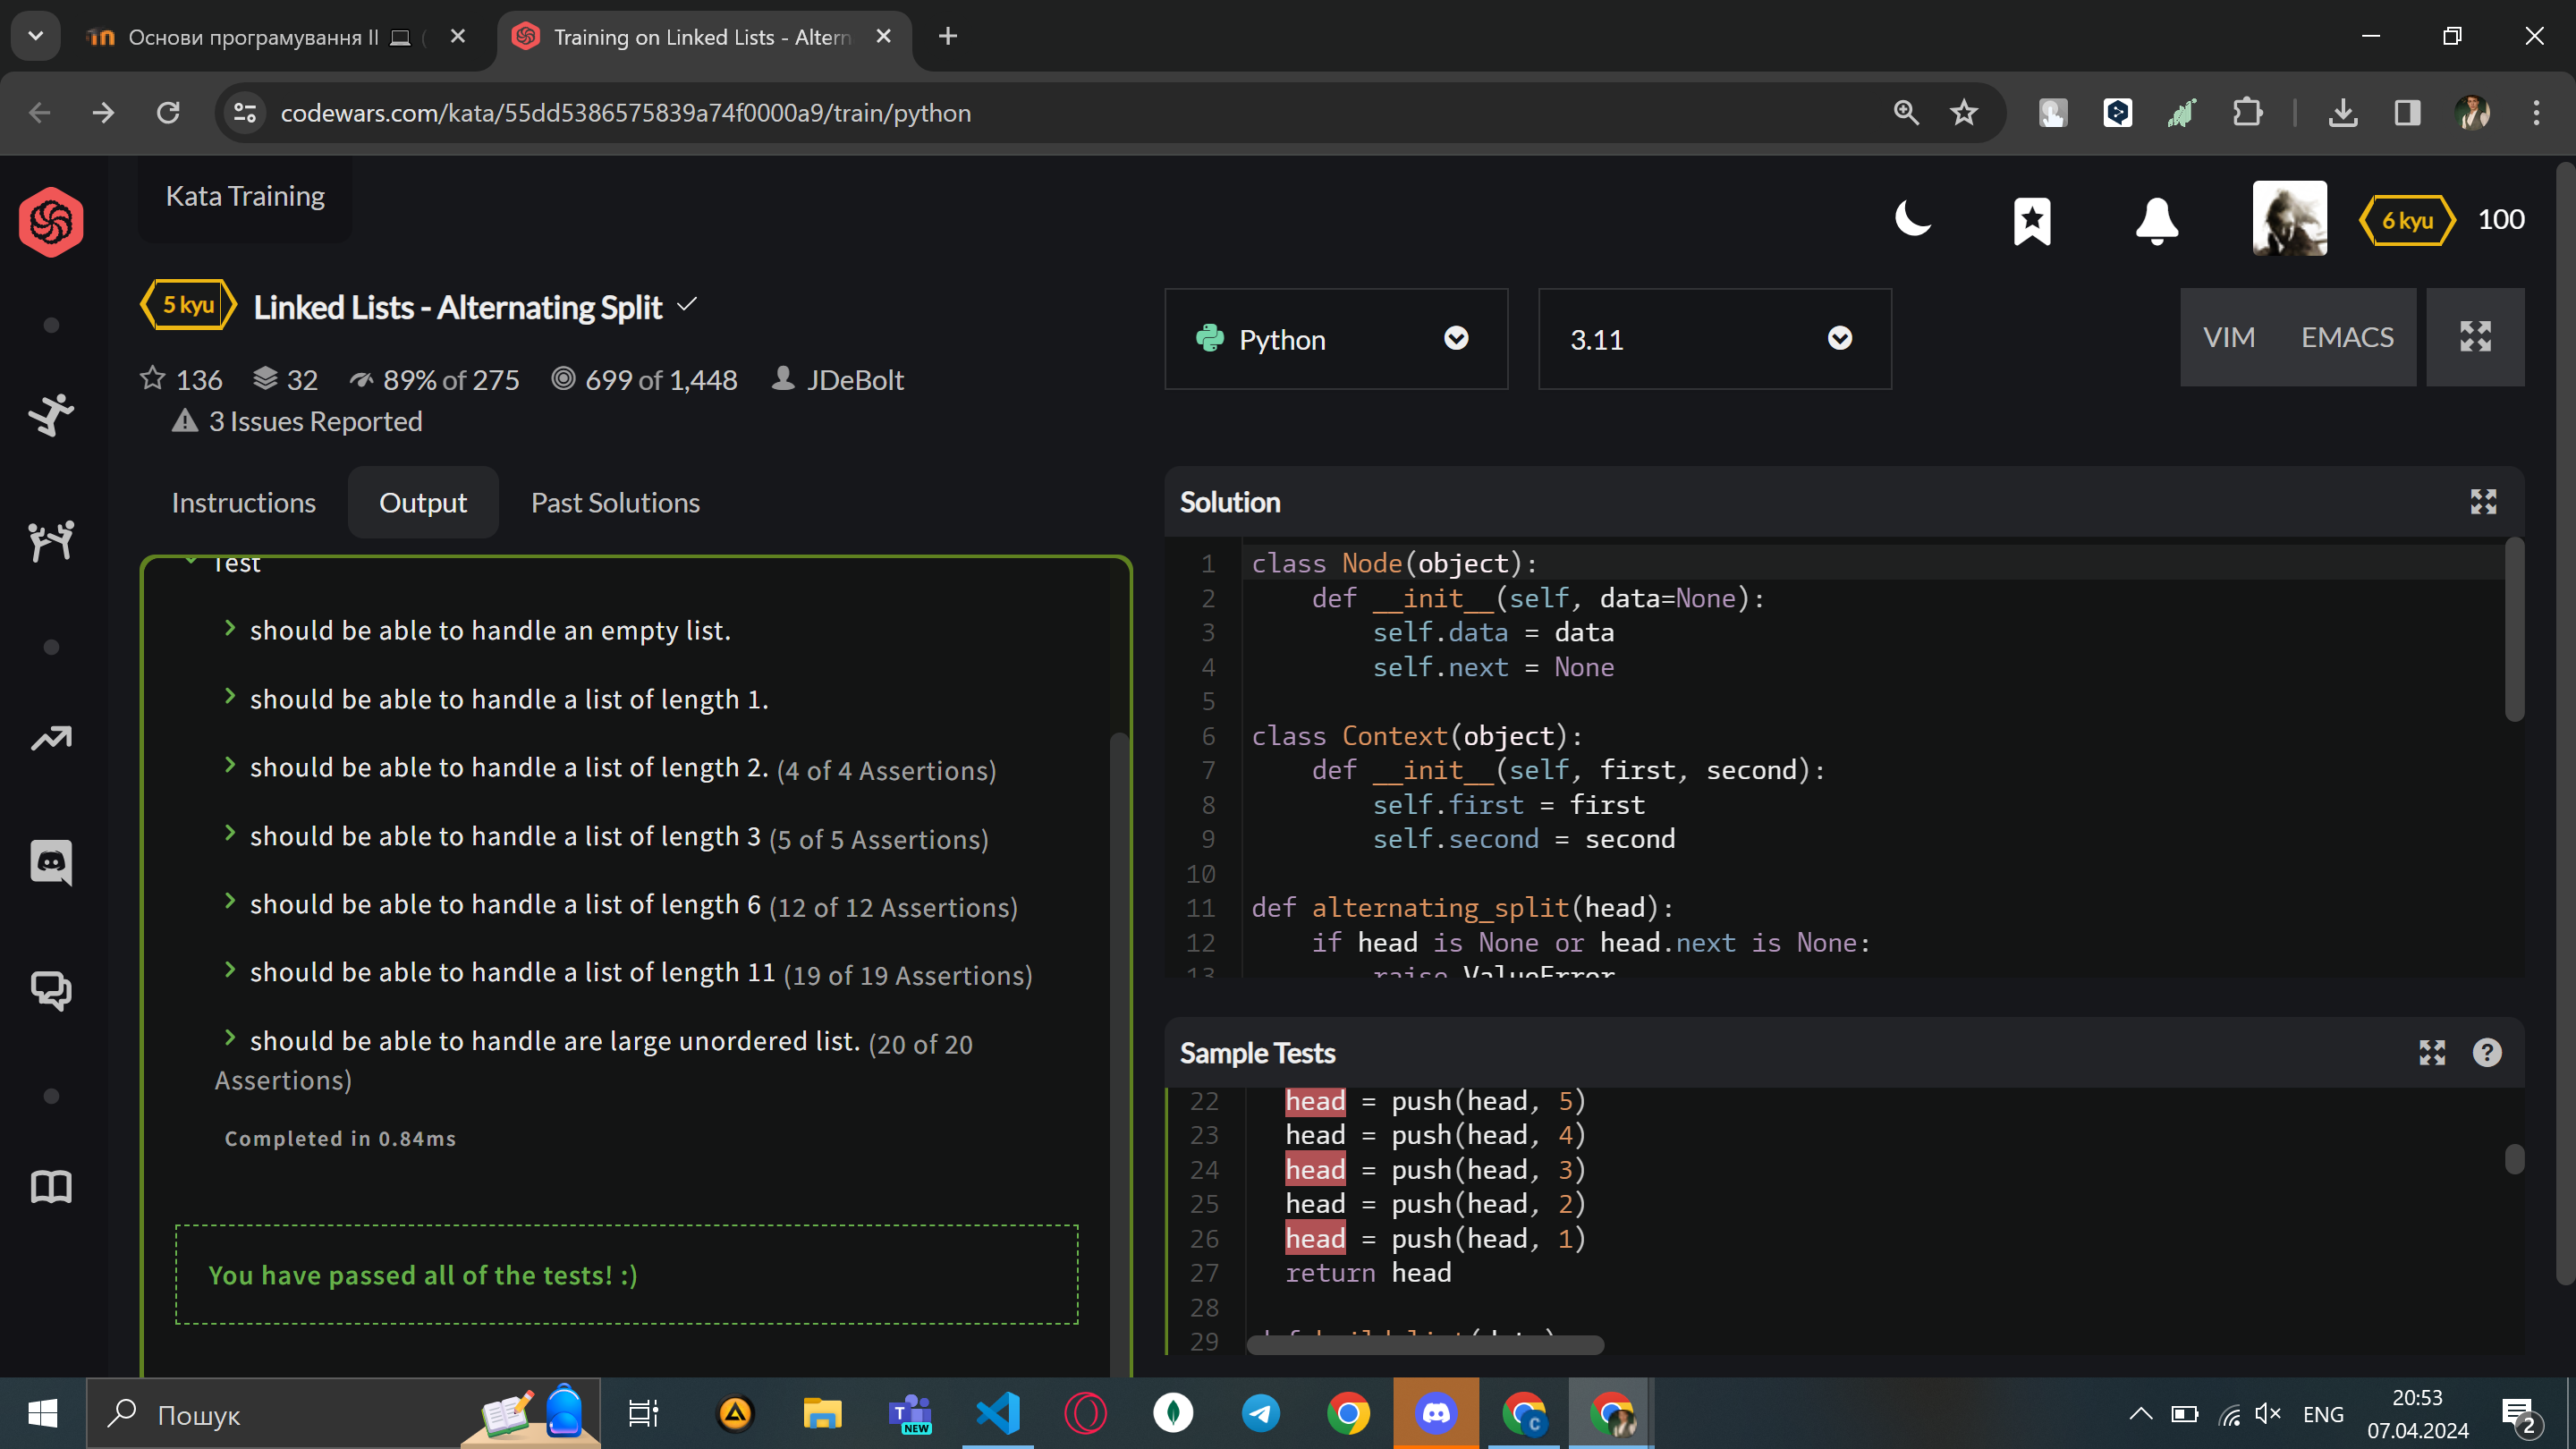 Основи програмування II 💻 (
Training on Linked Lists - Altern
codewars.com/kata/55dd5386575839a74f0000a9/train/python
Kata Training
6 kyu 100
5 kyu Linked Lists - Alternating Split
136 32 89% of 275 699 of 1,448 JDeBolt
3 Issues Reported
Python
3.11
VIM EMACS
Instructions Output Past Solutions
Test
should be able to handle an empty list.
should be able to handle a list of length 1.
should be able to handle a list of length 2. (4 of 4 Assertions)
should be able to handle a list of length 3 (5 of 5 Assertions)
should be able to handle a list of length 6 (12 of 12 Assertions)
should be able to handle a list of length 11 (19 of 19 Assertions)
should be able to handle are large unordered list. (20 of 20
Assertions)
Completed in 0.84ms
You have passed all of the tests! :)
Solution
1 class Node(object):
2 def __init__(self, data=None):
3 self.data = data
4 self.next = None
5
6 class Context(object):
7 def __init__(self, first, second):
8 self.first = first
9 self.second = second
10
11 def alternating_split(head):
12 if head is None or head.next is None:
13 raise ValueError
Sample Tests
22 head = push(head, 5)
23 head = push(head, 4)
24 head = push(head, 3)
25 head = push(head, 2)
26 head = push(head, 1)
27 return head
28
29
Пошук
NEW
ENG
20:53
07.04.2024
2